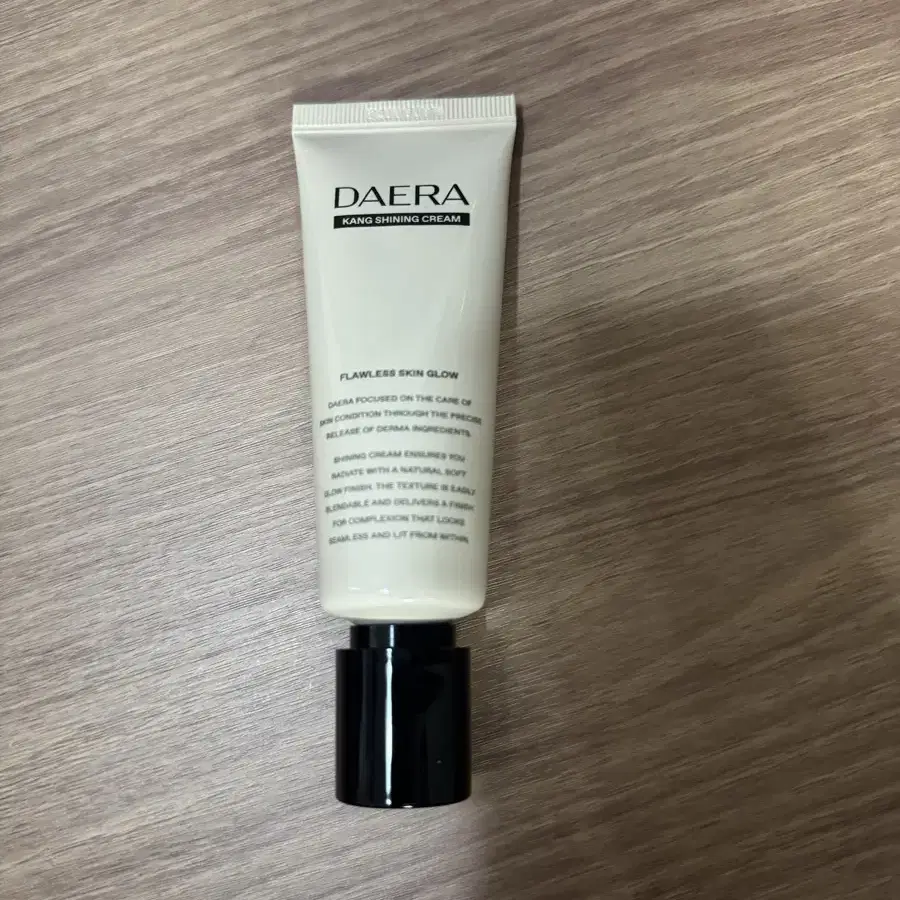 DAERA
KANG SHINING CREAM
FLAWLESS SKIN GLOW
DAERA FOCUSED ON THE CARE OF
SKIN CONDITION THROUGH THE PRECISE
RELEASE OF DERMA INGREDIENTS.
SHINING CREAM ENSURES YOU
RADIATE WITH A NATURAL SOFT
GLOW FINISH. THE TEXTURE IS EASILY
BLENDABLE AND DELIVERS A FINISH
FOR COMPLEXION THAT LOOKS
SEAMLESS AND LIT FROM WITHIN.